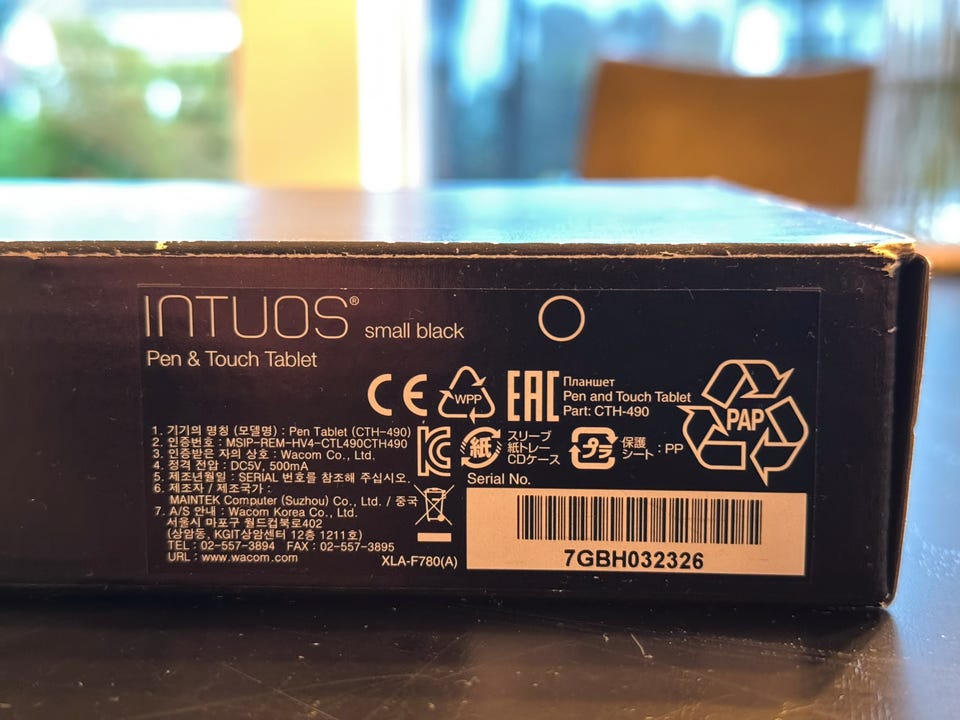 INTUOS® small black
Pen & Touch Tablet
CE
WPP
EAC
Планшет
Pen and Touch Tablet
Part: CTH-490
PAP
1. 기기의 명칭 (모델명) : Pen Tablet (CTH-490)
2. 인증번호 : MSIP-REM-HV4-CTL490CTH490
3. 인증받은 자의 상호 : Wacom Co., Ltd.
4. 정격 전압 : DC5V, 500mA
5. 제조년월일 : SERIAL 번호를 참조해 주십시오.
6. 제조자 / 제조국가 :
MAINTEK Computer (Suzhou) Co., Ltd. / 중국
7. A/S 안내 : Wacom Korea Co., Ltd.
서울시 마포구 월드컵북로402
(상암동, KGIT상암센터 12층 1211호)
TEL : 02-557-3894 FAX : 02-557-3895
URL : www.wacom.com
KC
紙
スリーブ
紙トレー
CDケース
プラ
保護
シート : PP
XLA-F780(A)
Serial No.
7GBH032326